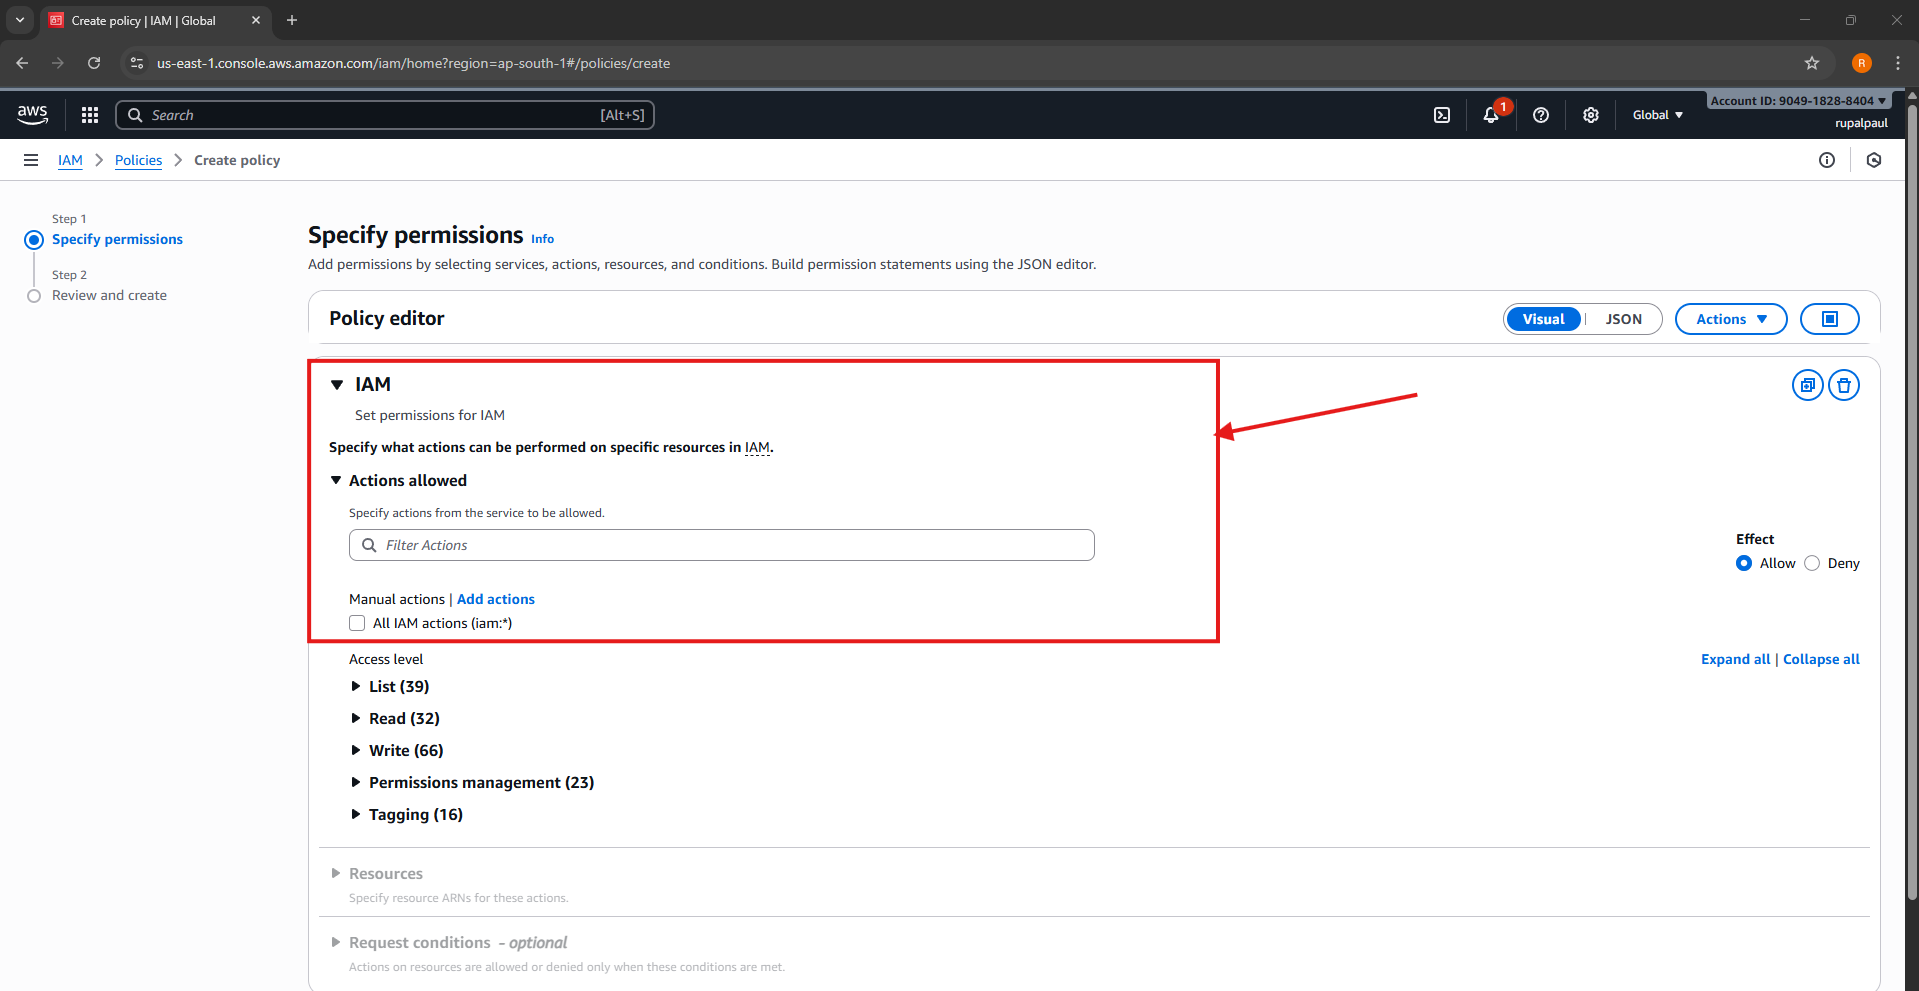 Create policy | IAM | Global
us-east-1.console.aws.amazon.com/iam/home?region=ap-south-1#/policies/create
R
aws
Search
[Alt+S]
1
Global
Account ID: 9049-1828-8404
rupalpaul
IAM
Policies
Create policy
Step 1
Specify permissions
Step 2
Review and create
Specify permissions Info
Add permissions by selecting services, actions, resources, and conditions. Build permission statements using the JSON editor.
Policy editor
Visual
JSON
Actions
IAM
Set permissions for IAM
Specify what actions can be performed on specific resources in IAM.
Actions allowed
Specify actions from the service to be allowed.
Filter Actions
Effect
Allow
Deny
Manual actions | Add actions
All IAM actions (iam:*)
Access level
Expand all | Collapse all
List (39)
Read (32)
Write (66)
Permissions management (23)
Tagging (16)
Resources
Specify resource ARNs for these actions.
Request conditions - optional
Actions on resources are allowed or denied only when these conditions are met.